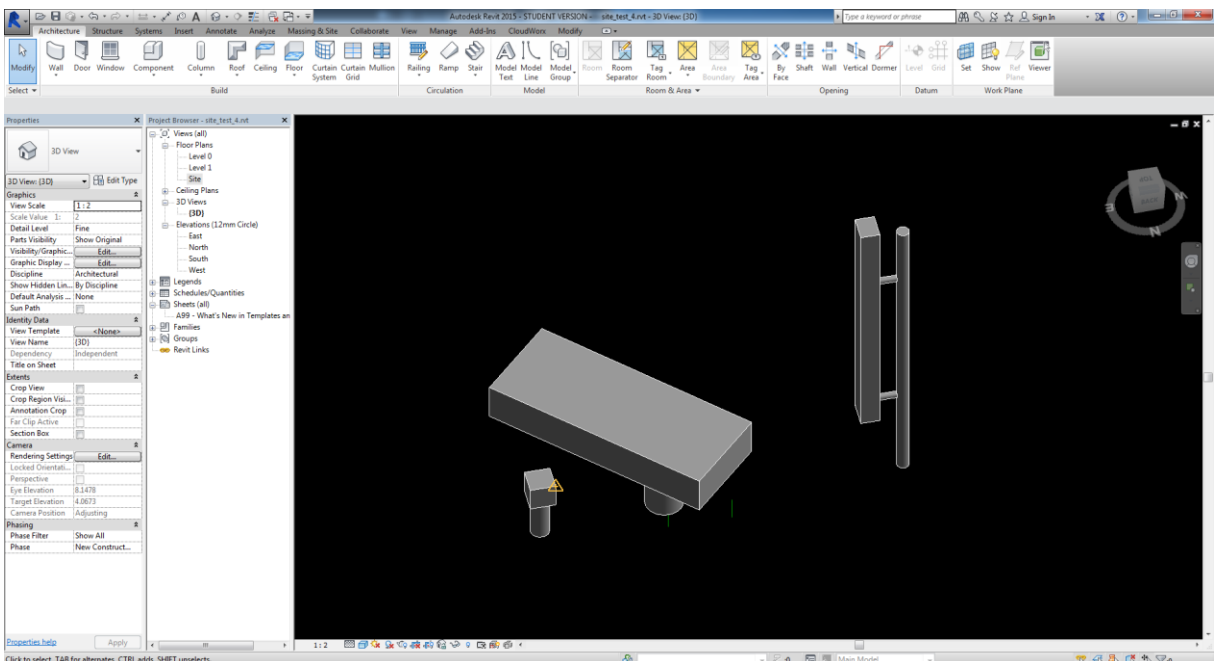 Autodesk Revit 2015 - STUDENT VERSION - site_test_4.rvt - 3D View: {3D}
Type a keyword or phrase
Sign In
Architecture Structure Systems Insert Annotate Analyze Massing & Site Collaborate View Manage Add-Ins CloudWorx Modify
Modify Wall Door Window Component Column Roof Ceiling Floor Curtain System Curtain Grid Mullion Railing Ramp Stair Model Text Model Line Model Group Room Room Separator Tag Room Area Area Boundary Tag Area By Face Shaft Wall Vertical Dormer Level Grid Set Show Ref Plane Viewer
Select Build Circulation Model Room & Area Opening Datum Work Plane
Properties
3D View
3D View: {3D} Edit Type
Graphics
View Scale 1 : 2
Scale Value 1: 2
Detail Level Fine
Parts Visibility Show Original
Visibility/Graphic... Edit...
Graphic Display ... Edit...
Discipline Architectural
Show Hidden Lin... By Discipline
Default Analysis ... None
Sun Path
Identity Data
View Template <None>
View Name {3D}
Dependency Independent
Title on Sheet
Extents
Crop View
Crop Region Visi...
Annotation Crop
Far Clip Active
Section Box
Camera
Rendering Settings Edit...
Locked Orientati...
Perspective
Eye Elevation 8.1478
Target Elevation 4.0673
Camera Position Adjusting
Phasing
Phase Filter Show All
Phase New Construct...
Properties help Apply
Project Browser - site_test_4.rvt
Views (all)
Floor Plans
Level 0
Level 1
Site
Ceiling Plans
3D Views
{3D}
Elevations (12mm Circle)
East
North
South
West
Legends
Schedules/Quantities
Sheets (all)
A99 - What's New in Templates an
Families
Groups
Revit Links
BACK
W
E
N
1 : 2
Click to select, TAB for alternates, CTRL adds, SHIFT unselects.
Main Model